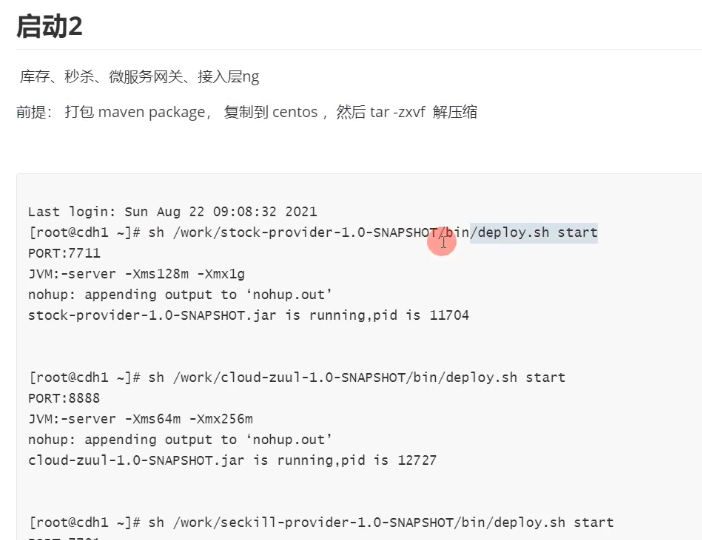 启动2
库存、秒杀、微服务网关、接入层ng
前提： 打包 maven package， 复制到 centos ，然后 tar -zxvf 解压缩
Last login: Sun Aug 22 09:08:32 2021
[root@cdh1 ~]# sh /work/stock-provider-1.0-SNAPSHOT/bin/deploy.sh start
PORT:7711
JVM:-server -Xms128m -Xmx1g
nohup: appending output to ‘nohup.out’
stock-provider-1.0-SNAPSHOT.jar is running,pid is 11704
[root@cdh1 ~]# sh /work/cloud-zuul-1.0-SNAPSHOT/bin/deploy.sh start
PORT:8888
JVM:-server -Xms64m -Xmx256m
nohup: appending output to ‘nohup.out’
cloud-zuul-1.0-SNAPSHOT.jar is running,pid is 12727
[root@cdh1 ~]# sh /work/seckill-provider-1.0-SNAPSHOT/bin/deploy.sh start